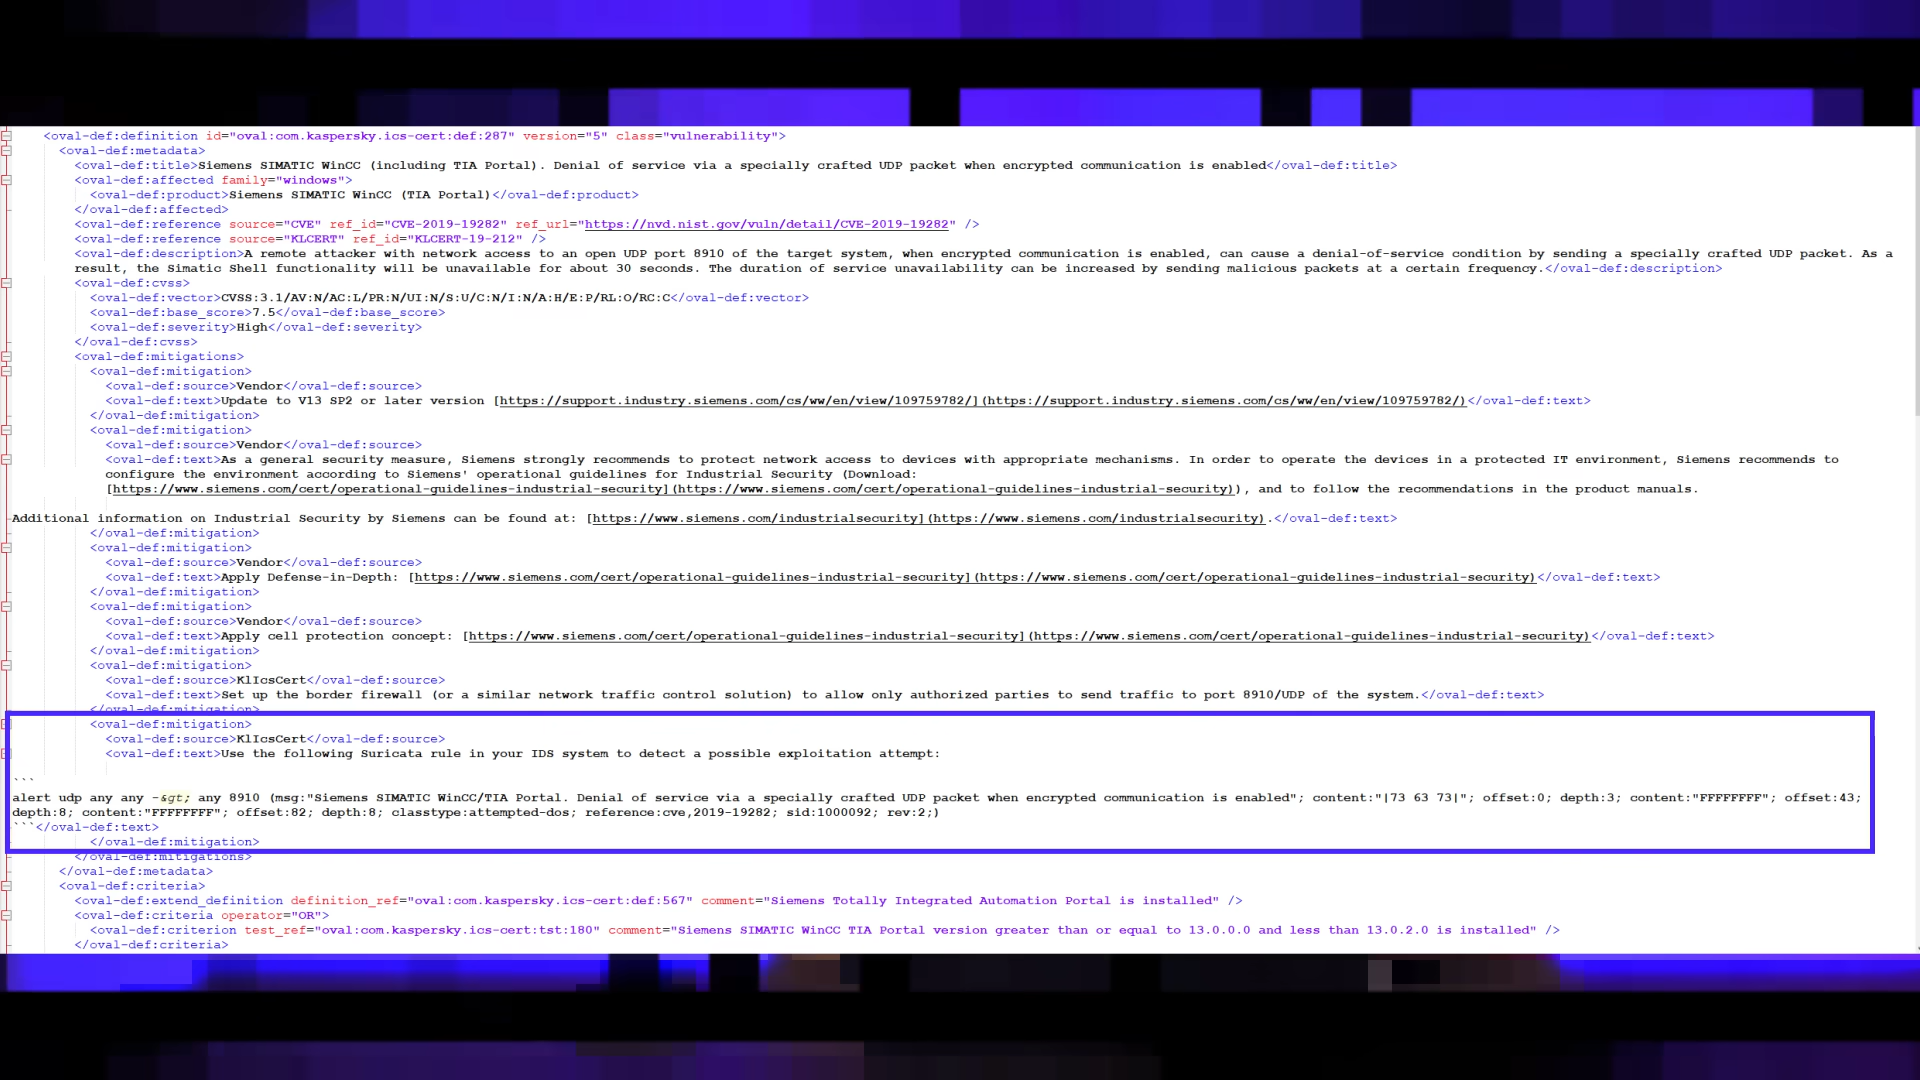 <oval-def:definition id="oval:com.kaspersky.ics-cert:def:287" version="5" class="vulnerability">
<oval-def:metadata>
<oval-def:title>Siemens SIMATIC WinCC (including TIA Portal). Denial of service via a specially crafted UDP packet when encrypted communication is enabled</oval-def:title>
<oval-def:affected family="windows">
<oval-def:product>Siemens SIMATIC WinCC (TIA Portal)</oval-def:product>
</oval-def:affected>
<oval-def:reference source="CVE" ref_id="CVE-2019-19282" ref_url="https://nvd.nist.gov/vuln/detail/CVE-2019-19282" />
<oval-def:reference source="KLCERT" ref_id="KLCERT-19-212" />
<oval-def:description>A remote attacker with network access to an open UDP port 8910 of the target system, when encrypted communication is enabled, can cause a denial-of-service condition by sending a specially crafted UDP packet. As a
result, the Simatic Shell functionality will be unavailable for about 30 seconds. The duration of service unavailability can be increased by sending malicious packets at a certain frequency.</oval-def:description>
<oval-def:cvss>
<oval-def:vector>CVSS:3.1/AV:N/AC:L/PR:N/UI:N/S:U/C:N/I:N/A:H/E:P/RL:O/RC:C</oval-def:vector>
<oval-def:base_score>7.5</oval-def:base_score>
<oval-def:severity>High</oval-def:severity>
</oval-def:cvss>
<oval-def:mitigations>
<oval-def:mitigation>
<oval-def:source>Vendor</oval-def:source>
<oval-def:text>Update to V13 SP2 or later version [https://support.industry.siemens.com/cs/ww/en/view/109759782/](https://support.industry.siemens.com/cs/ww/en/view/109759782/)</oval-def:text>
</oval-def:mitigation>
<oval-def:mitigation>
<oval-def:source>Vendor</oval-def:source>
<oval-def:text>As a general security measure, Siemens strongly recommends to protect network access to devices with appropriate mechanisms. In order to operate the devices in a protected IT environment, Siemens recommends to
configure the environment according to Siemens' operational guidelines for Industrial Security (Download:
[https://www.siemens.com/cert/operational-guidelines-industrial-security](https://www.siemens.com/cert/operational-guidelines-industrial-security)), and to follow the recommendations in the product manuals.
Additional information on Industrial Security by Siemens can be found at: [https://www.siemens.com/industrialsecurity](https://www.siemens.com/industrialsecurity).</oval-def:text>
</oval-def:mitigation>
<oval-def:mitigation>
<oval-def:source>Vendor</oval-def:source>
<oval-def:text>Apply Defense-in-Depth: [https://www.siemens.com/cert/operational-guidelines-industrial-security](https://www.siemens.com/cert/operational-guidelines-industrial-security)</oval-def:text>
</oval-def:mitigation>
<oval-def:mitigation>
<oval-def:source>Vendor</oval-def:source>
<oval-def:text>Apply cell protection concept: [https://www.siemens.com/cert/operational-guidelines-industrial-security](https://www.siemens.com/cert/operational-guidelines-industrial-security)</oval-def:text>
</oval-def:mitigation>
<oval-def:mitigation>
<oval-def:source>KlIcsCert</oval-def:source>
<oval-def:text>Set up the border firewall (or a similar network traffic control solution) to allow only authorized parties to send traffic to port 8910/UDP of the system.</oval-def:text>
</oval-def:mitigation>
<oval-def:mitigation>
<oval-def:source>KlIcsCert</oval-def:source>
<oval-def:text>Use the following Suricata rule in your IDS system to detect a possible exploitation attempt:
```
alert udp any any -&gt; any 8910 (msg:"Siemens SIMATIC WinCC/TIA Portal. Denial of service via a specially crafted UDP packet when encrypted communication is enabled"; content:"|73 63 73|"; offset:0; depth:3; content:"FFFFFFFF"; offset:43;
depth:8; content:"FFFFFFFF"; offset:82; depth:8; classtype:attempted-dos; reference:cve,2019-19282; sid:1000092; rev:2;)
```</oval-def:text>
</oval-def:mitigation>
</oval-def:mitigations>
</oval-def:metadata>
<oval-def:criteria>
<oval-def:extend_definition definition_ref="oval:com.kaspersky.ics-cert:def:567" comment="Siemens Totally Integrated Automation Portal is installed" />
<oval-def:criteria operator="OR">
<oval-def:criterion test_ref="oval:com.kaspersky.ics-cert:tst:180" comment="Siemens SIMATIC WinCC TIA Portal version greater than or equal to 13.0.0.0 and less than 13.0.2.0 is installed" />
</oval-def:criteria>